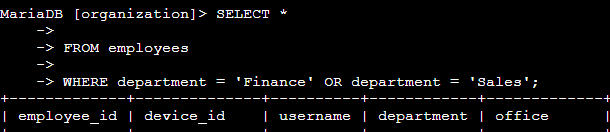 MariaDB [organization]> SELECT *
    ->
    -> FROM employees
    ->
    -> WHERE department = 'Finance' OR department = 'Sales';
+-------------+--------------+----------+------------+-------------+
| employee_id | device_id    | username | department | office      |